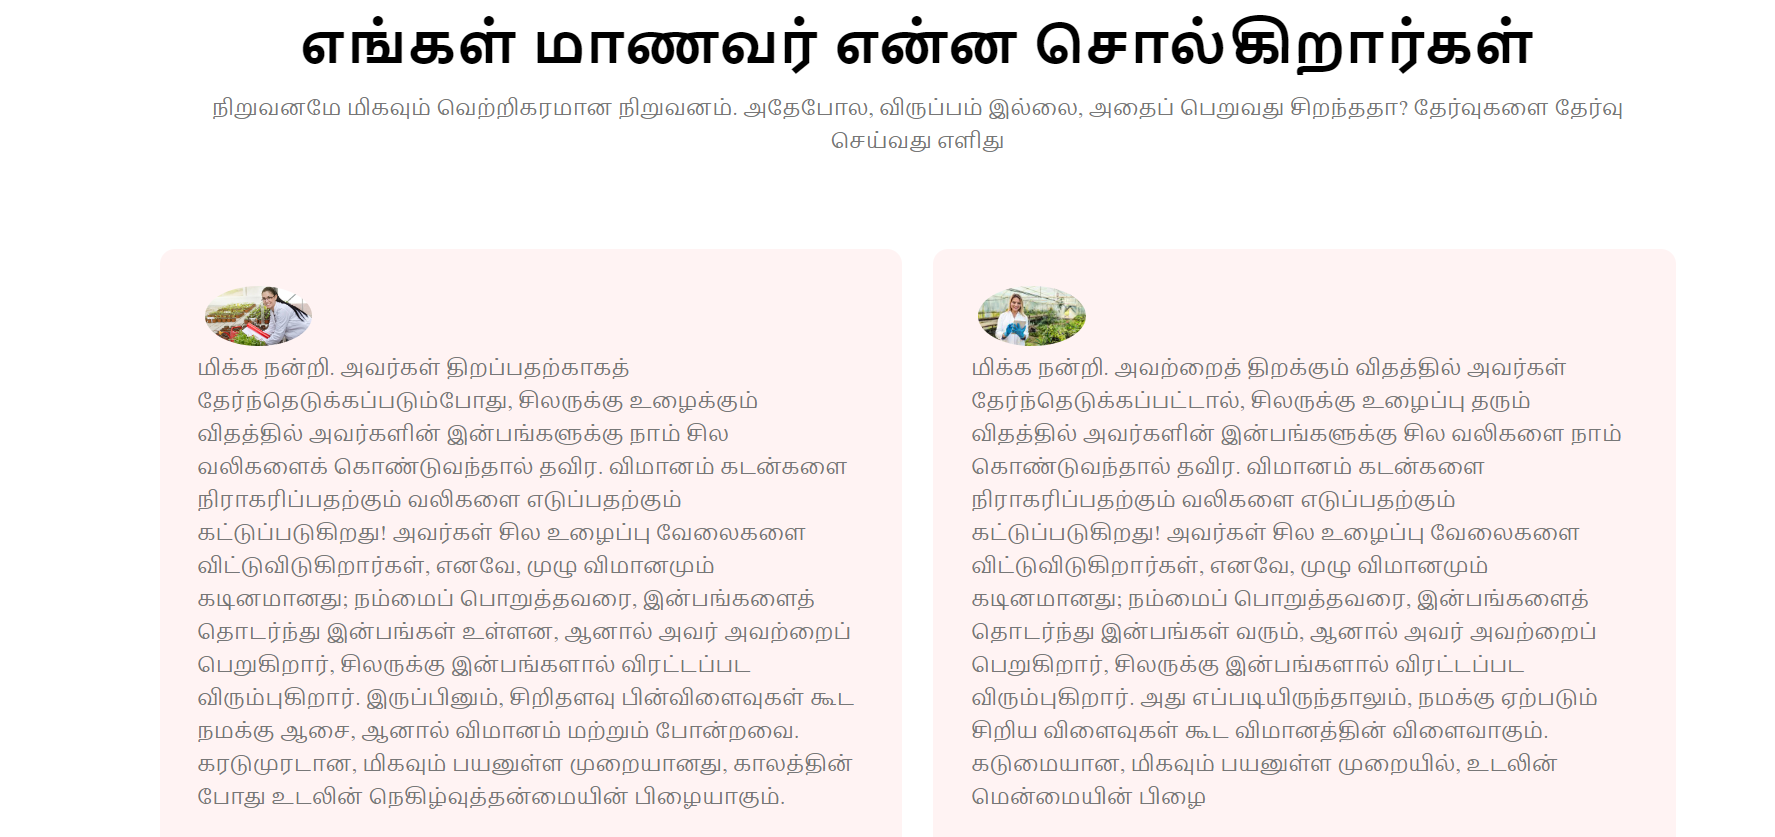 எங்கள் மாணவர் என்ன சொல்கிறார்கள்
நிறுவனமே மிகவும் வெற்றிகரமான நிறுவனம். அதேபோல, விருப்பம் இல்லை, அதைப் பெறுவது சிறந்ததா? தேர்வுகளை தேர்வு
செய்வது எளிது
மிக்க நன்றி. அவர்கள் திறப்பதற்காகத்
தேர்ந்தெடுக்கப்படும்போது, சிலருக்கு உழைக்கும்
விதத்தில் அவர்களின் இன்பங்களுக்கு நாம் சில
வலிகளைக் கொண்டுவந்தால் தவிர. விமானம் கடன்களை
நிராகரிப்பதற்கும் வலிகளை எடுப்பதற்கும்
கட்டுப்படுகிறது! அவர்கள் சில உழைப்பு வேலைகளை
விட்டுவிடுகிறார்கள், எனவே, முழு விமானமும்
கடினமானது; நம்மைப் பொறுத்தவரை, இன்பங்களைத்
தொடர்ந்து இன்பங்கள் உள்ளன, ஆனால் அவர் அவற்றைப்
பெறுகிறார், சிலருக்கு இன்பங்களால் விரட்டப்பட
விரும்புகிறார். இருப்பினும், சிறிதளவு பின்விளைவுகள் கூட
நமக்கு ஆசை, ஆனால் விமானம் மற்றும் போன்றவை.
கரடுமுரடான, மிகவும் பயனுள்ள முறையானது, காலத்தின்
போது உடலின் நெகிழ்வுத்தன்மையின் பிழையாகும்.
மிக்க நன்றி. அவற்றைத் திறக்கும் விதத்தில் அவர்கள்
தேர்ந்தெடுக்கப்பட்டால், சிலருக்கு உழைப்பு தரும்
விதத்தில் அவர்களின் இன்பங்களுக்கு சில வலிகளை நாம்
கொண்டுவந்தால் தவிர. விமானம் கடன்களை
நிராகரிப்பதற்கும் வலிகளை எடுப்பதற்கும்
கட்டுப்படுகிறது! அவர்கள் சில உழைப்பு வேலைகளை
விட்டுவிடுகிறார்கள், எனவே, முழு விமானமும்
கடினமானது; நம்மைப் பொறுத்தவரை, இன்பங்களைத்
தொடர்ந்து இன்பங்கள் வரும், ஆனால் அவர் அவற்றைப்
பெறுகிறார், சிலருக்கு இன்பங்களால் விரட்டப்பட
விரும்புகிறார். அது எப்படியிருந்தாலும், நமக்கு ஏற்படும்
சிறிய விளைவுகள் கூட விமானத்தின் விளைவாகும்.
கடுமையான, மிகவும் பயனுள்ள முறையில், உடலின்
மென்மையின் பிழை